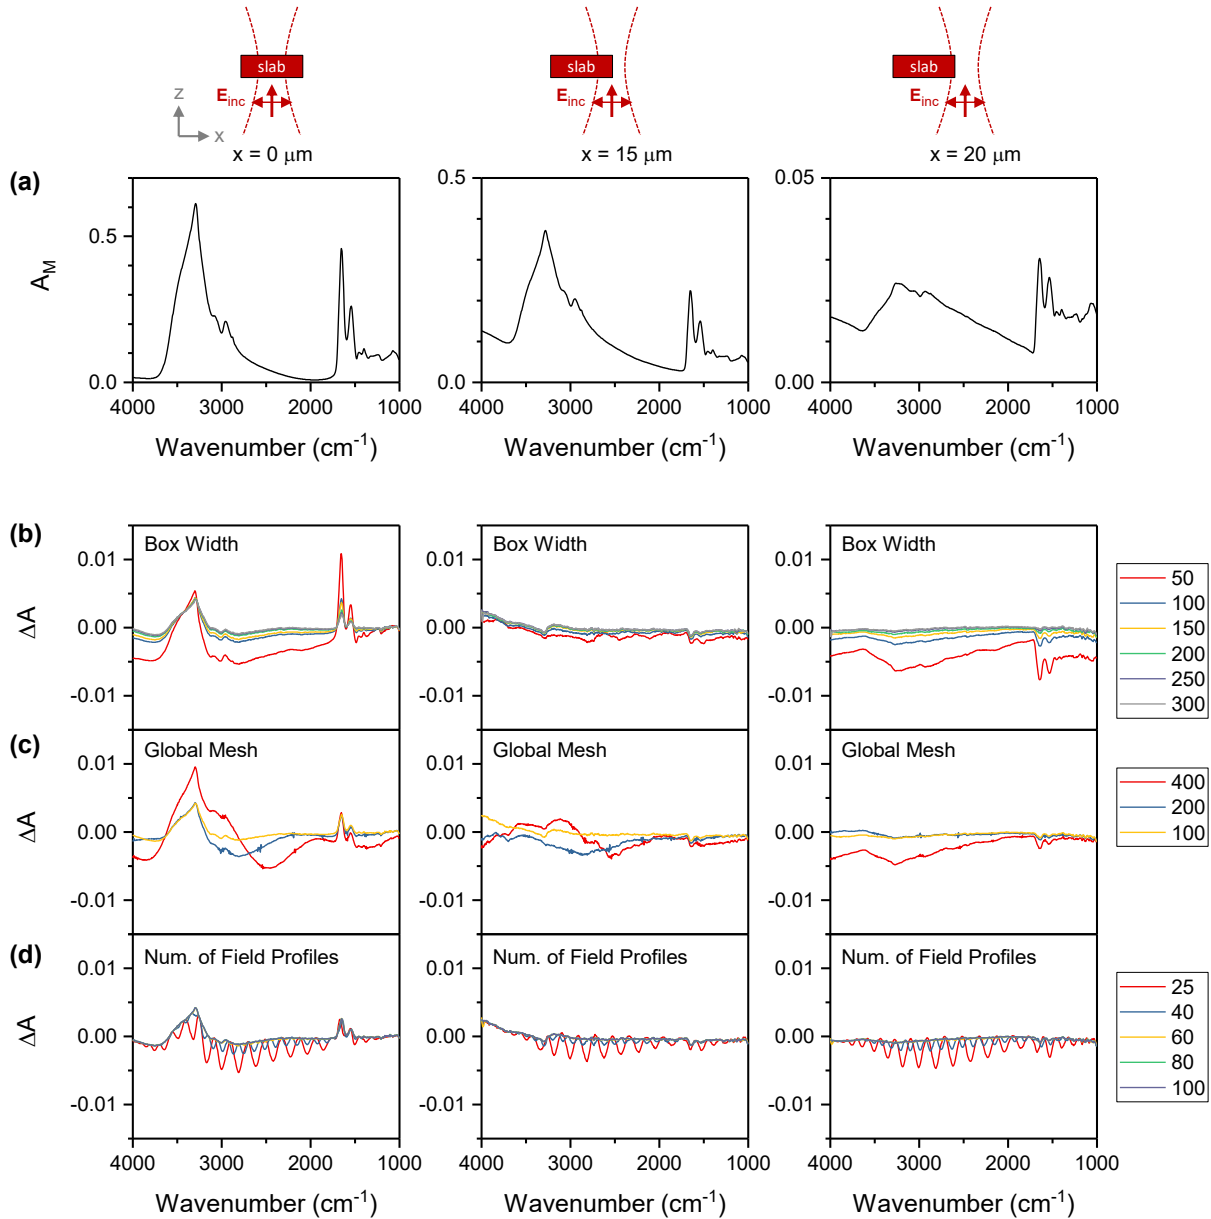 slab
slab
slab
E_inc
E_inc
E_inc
z
x
x = 0 μm
x = 15 μm
x = 20 μm
(a)
A_M
0.5
0.0
4000 3000 2000 1000
Wavenumber (cm⁻¹)
0.5
0.0
4000 3000 2000 1000
Wavenumber (cm⁻¹)
0.05
0.00
4000 3000 2000 1000
Wavenumber (cm⁻¹)
(b)
ΔA
0.01
0.00
-0.01
Box Width
0.01
0.00
-0.01
Box Width
0.01
0.00
-0.01
Box Width
50
100
150
200
250
300
(c)
ΔA
0.01
0.00
-0.01
Global Mesh
0.01
0.00
-0.01
Global Mesh
0.01
0.00
-0.01
Global Mesh
400
200
100
(d)
ΔA
0.01
0.00
-0.01
Num. of Field Profiles
4000 3000 2000 1000
Wavenumber (cm⁻¹)
0.01
0.00
-0.01
Num. of Field Profiles
4000 3000 2000 1000
Wavenumber (cm⁻¹)
0.01
0.00
-0.01
Num. of Field Profiles
4000 3000 2000 1000
Wavenumber (cm⁻¹)
25
40
60
80
100